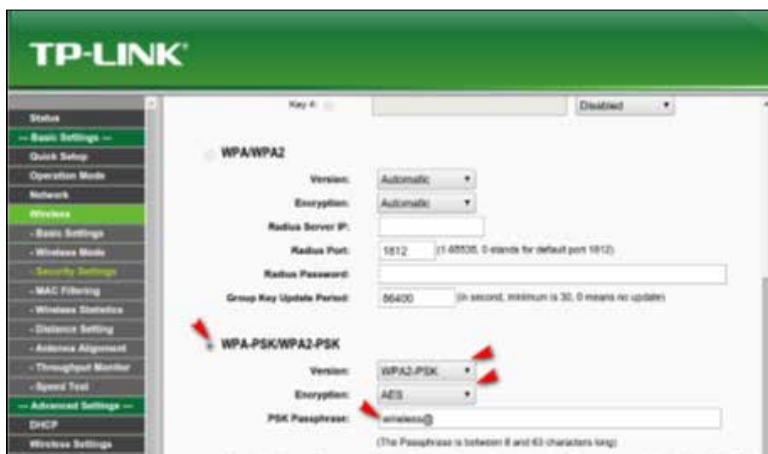 TP-LINK®
Key 4: Disabled
Status
--- Basic Settings ---
Quick Setup
Operation Mode
Network
Wireless
- Basic Settings
- Wireless Mode
- Security Settings
- MAC Filtering
- Wireless Statistics
- Distance Setting
- Antenna Alignment
- Throughput Monitor
- Speed Test
--- Advanced Settings ---
DHCP
Wireless Settings
WPA/WPA2
Version: Automatic
Encryption: Automatic
Radius Server IP:
Radius Port: 1812 (1-65535, 0 stands for default port 1812)
Radius Password:
Group Key Update Period: 86400 (in second, minimum is 30, 0 means no update)
WPA-PSK/WPA2-PSK
Version: WPA2-PSK
Encryption: AES
PSK Passphrase: wireless@
(The Passphrase is between 8 and 63 characters long)